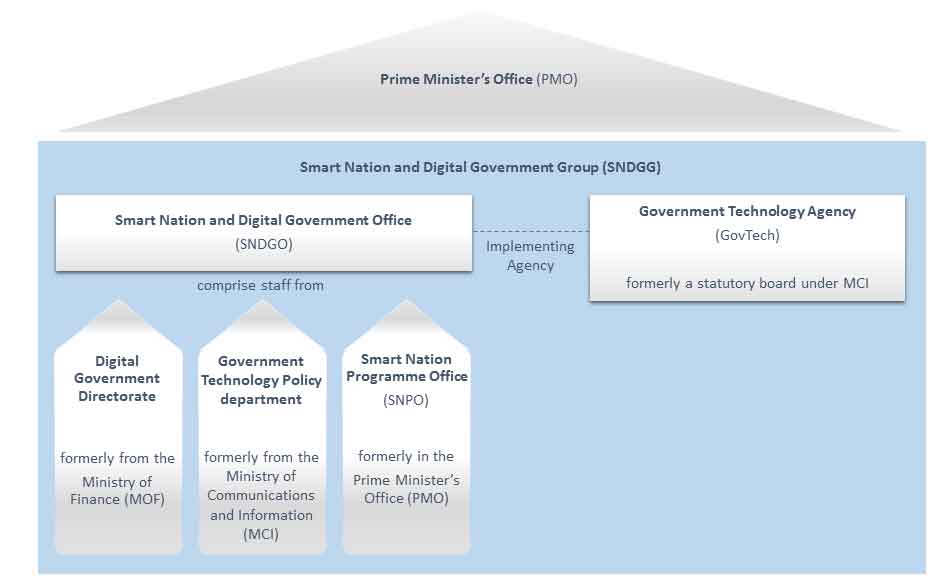 Prime Minister's Office (PMO)
Smart Nation and Digital Government Group (SNDGG)
Smart Nation and Digital Government Office
(SNDGO)
Implementing
Agency
Government Technology Agency
(GovTech)
formerly a statutory board under MCI
comprise staff from
Digital
Government
Directorate
formerly from the
Ministry of
Finance (MOF)
Government
Technology Policy
department
formerly from the
Ministry of
Communications
and Information
(MCI)
Smart Nation
Programme Office
(SNPO)
formerly in the
Prime Minister's
Office (PMO)